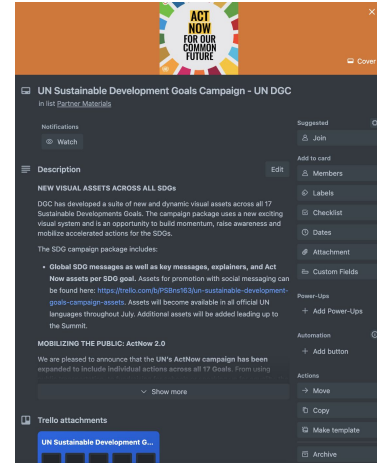 ACT
NOW
FOR OUR
COMMON
FUTURE
Cover
UN Sustainable Development Goals Campaign - UN DGC
in list Partner Materials
Notifications
Watch
Description
Edit
NEW VISUAL ASSETS ACROSS ALL SDGs
DGC has developed a suite of new and dynamic visual assets across all 17
Sustainable Development Goals. The campaign package uses a new exciting
visual system and is an opportunity to build momentum, raise awareness and
mobilize accelerated actions for the SDGs.
The SDG campaign package includes:
• Global SDG messages as well as key messages, explainers, and Act
Now assets per SDG goal. Assets for promotion with social messaging can
be found here: https://trello.com/b/PSBns163/un-sustainable-development-
goals-campaign-assets. Assets will become available in all official UN
languages throughout July. Additional assets will be added leading up to
the Summit.
MOBILIZING THE PUBLIC: ActNow 2.0
We are pleased to announce that the UN's ActNow campaign has been
expanded to include individual actions across all 17 Goals. From using
Show more
Trello attachments
UN Sustainable Development G...
Suggested
Join
Add to card
Members
Labels
Checklist
Dates
Attachment
Custom Fields
Power-Ups
+ Add Power-Ups
Automation
+ Add button
Actions
→ Move
Copy
Make template
Archive